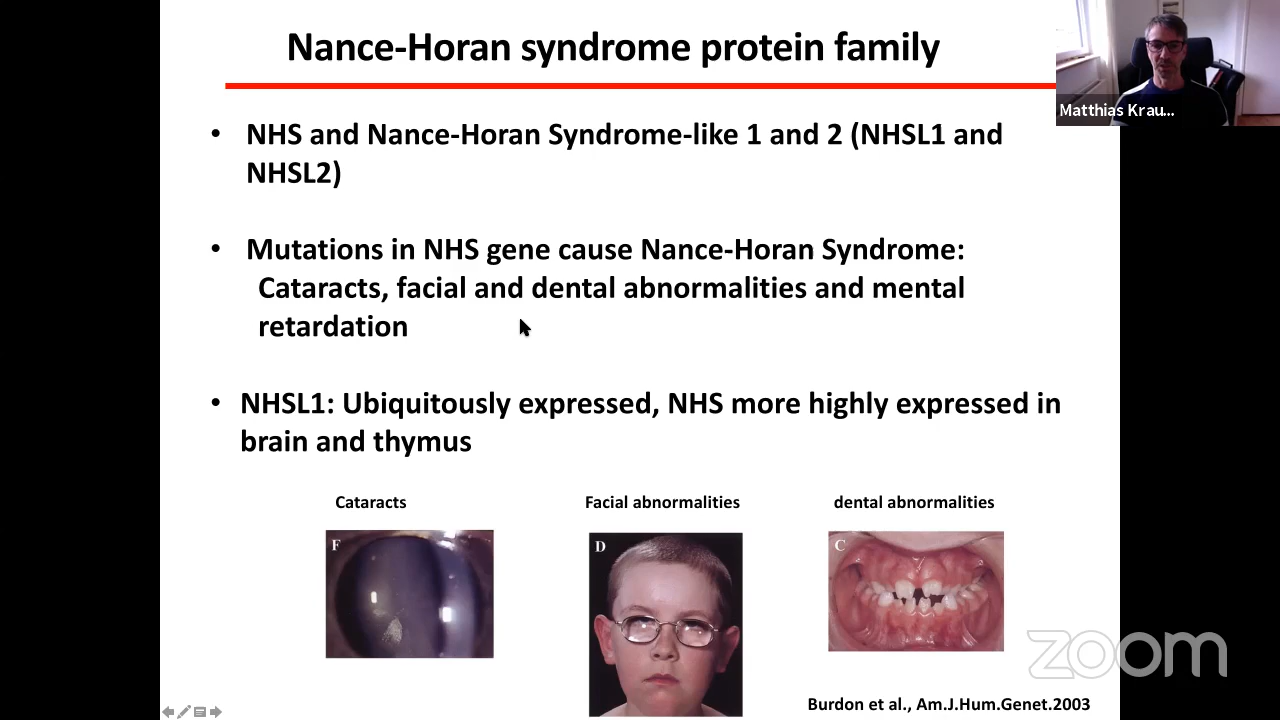 Nance-Horan syndrome protein family
Matthias Krau...
• NHS and Nance-Horan Syndrome-like 1 and 2 (NHSL1 and
NHSL2)
• Mutations in NHS gene cause Nance-Horan Syndrome:
Cataracts, facial and dental abnormalities and mental
retardation
• NHSL1: Ubiquitously expressed, NHS more highly expressed in
brain and thymus
Cataracts
Facial abnormalities
dental abnormalities
F
D
C
zoom
Burdon et al., Am.J.Hum.Genet.2003